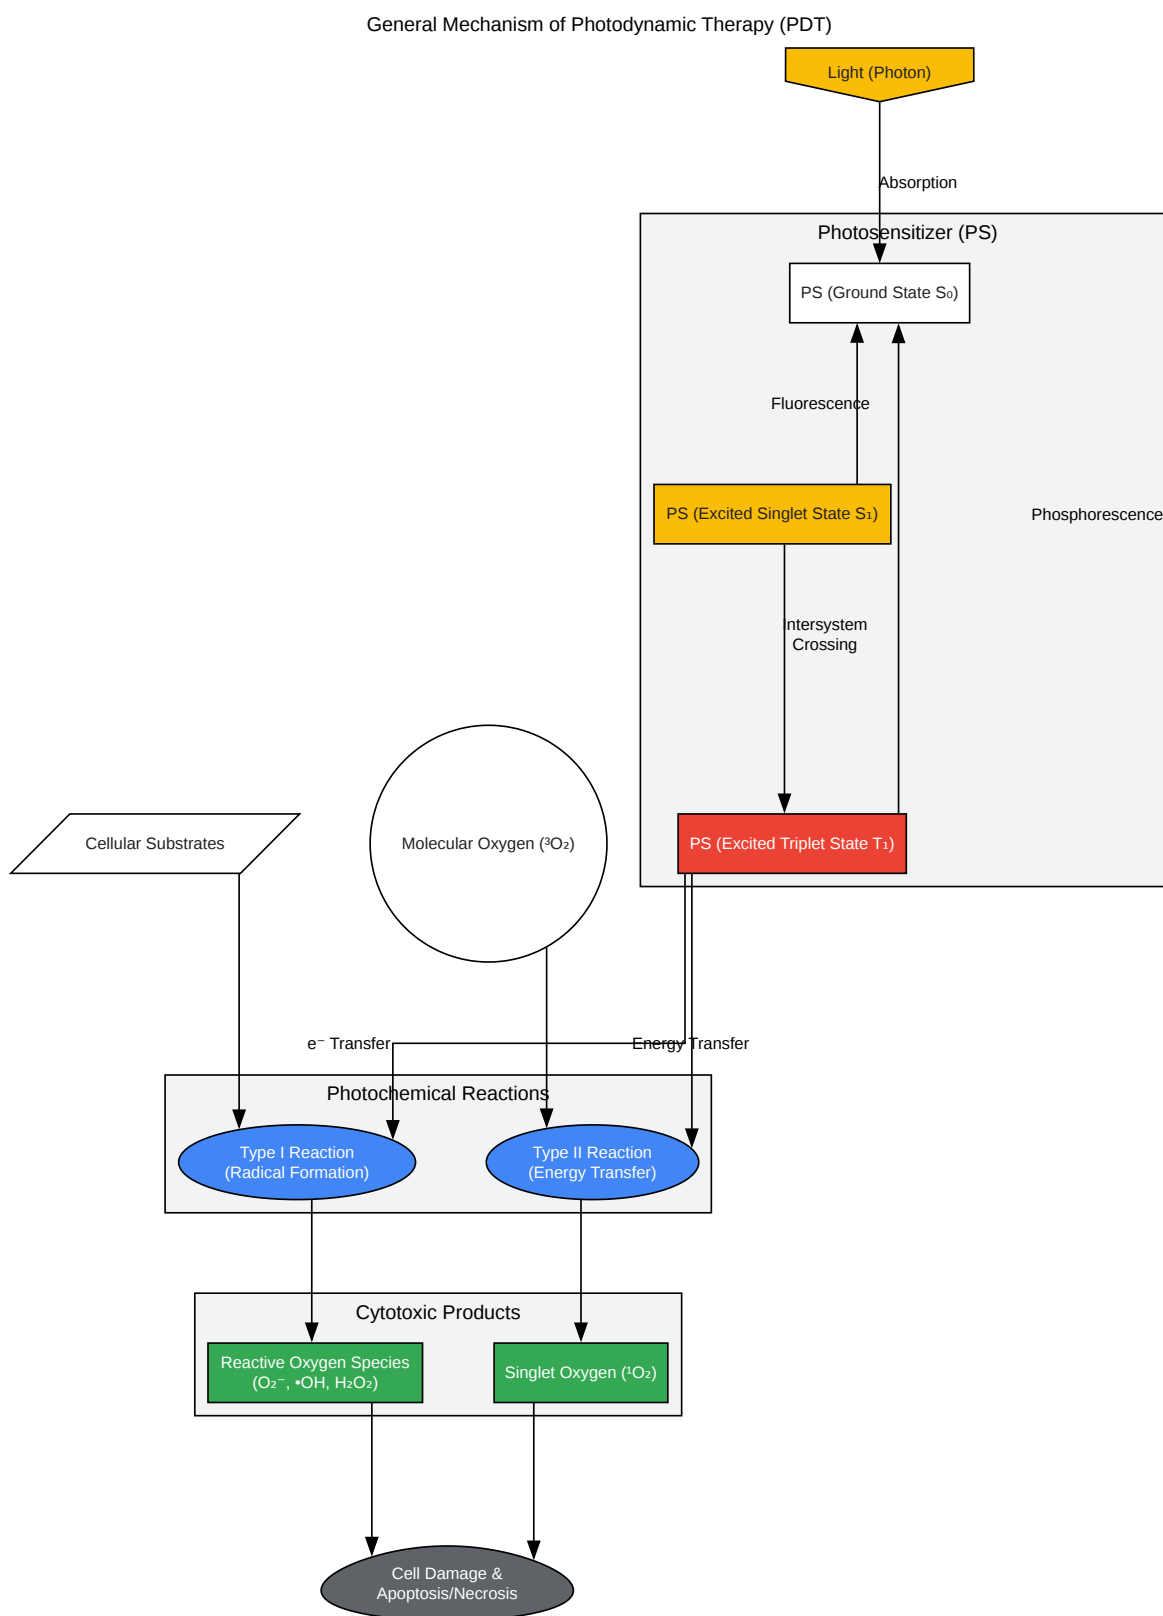 General Mechanism of Photodynamic Therapy (PDT)
Light (Photon)
Absorption
Photosensitizer (PS)
PS (Ground State S₀)
Fluorescence
PS (Excited Singlet State S₁)
Phosphorescence
Intersystem
Crossing
Cellular Substrates
Molecular Oxygen (³O₂)
PS (Excited Triplet State T₁)
e⁻ Transfer
Energy Transfer
Photochemical Reactions
Type I Reaction
(Radical Formation)
Type II Reaction
(Energy Transfer)
Cytotoxic Products
Reactive Oxygen Species
(O₂⁻, •OH, H₂O₂)
Singlet Oxygen (¹O₂)
Cell Damage &
Apoptosis/Necrosis